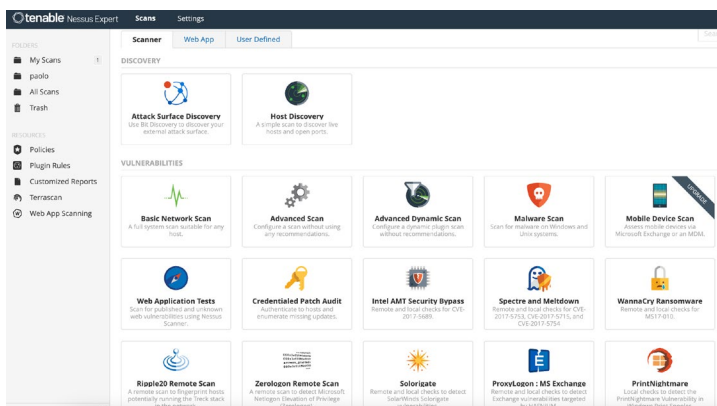 tenable Nessus Expert
Scans
Settings
FOLDERS
My Scans
1
paolo
All Scans
Trash
RESOURCES
Policies
Plugin Rules
Customized Reports
Terrascan
Web App Scanning
Scanner
Web App
User Defined
DISCOVERY
Attack Surface Discovery
Use Bit Discovery to discover your
external attack surface.
Host Discovery
A simple scan to discover live
hosts and open ports.
VULNERABILITIES
Basic Network Scan
A full system scan suitable for any
host.
Advanced Scan
Configure a scan without using
any recommendations.
Advanced Dynamic Scan
Configure a dynamic plugin scan
without recommendations.
Malware Scan
Scan for malware on Windows and
Unix systems.
UPGRADE
Mobile Device Scan
Assess mobile devices via
Microsoft Exchange or an MDM.
Web Application Tests
Scan for published and unknown
web vulnerabilities using Nessus
Scanner.
Credentialed Patch Audit
Authenticate to hosts and
enumerate missing updates.
Intel AMT Security Bypass
Remote and local checks for CVE-
2017-5689.
Spectre and Meltdown
Remote and local checks for CVE-
2017-5753, CVE-2017-5715, and
CVE-2017-5754
WannaCry Ransomware
Remote and local checks for
MS17-010.
Ripple20 Remote Scan
A remote scan to fingerprint hosts
potentially running the Treck stack
Zerologon Remote Scan
A remote scan to detect Microsoft
Netlogon Elevation of Privilege
Solorigate
Remote and local checks to detect
SolarWinds Solorigate
ProxyLogon : MS Exchange
Remote and local checks to detect
Exchange vulnerabilities targeted
PrintNightmare
Local checks to detect the
PrintNightmare Vulnerability in